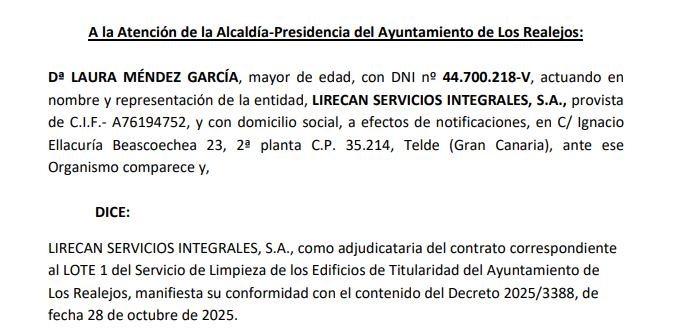 A la Atención de la Alcaldía-Presidencia del Ayuntamiento de Los Realejos:
Dª LAURA MÉNDEZ GARCÍA, mayor de edad, con DNI nº 44.700.218-V, actuando en
nombre y representación de la entidad, LIRECAN SERVICIOS INTEGRALES, S.A., provista
de C.I.F.- A76194752, y con domicilio social, a efectos de notificaciones, en C/ Ignacio
Ellacuría Beascoechea 23, 2ª planta C.P. 35.214, Telde (Gran Canaria), ante ese
Organismo comparece y,
DICE:
LIRECAN SERVICIOS INTEGRALES, S.A., como adjudicataria del contrato correspondiente
al LOTE 1 del Servicio de Limpieza de los Edificios de Titularidad del Ayuntamiento de
Los Realejos, manifiesta su conformidad con el contenido del Decreto 2025/3388, de
fecha 28 de octubre de 2025.